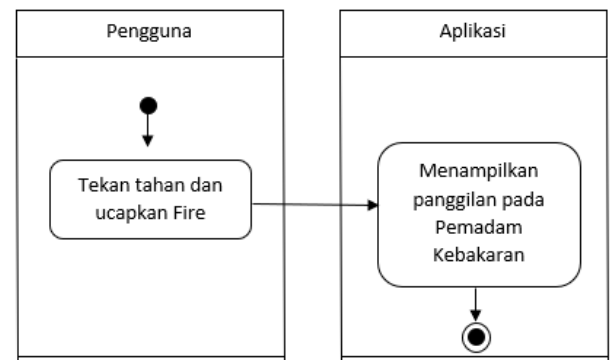 Pengguna
Aplikasi
Tekan tahan dan
ucapkan Fire
Menampilkan
panggilan pada
Pemadam
Kebakaran